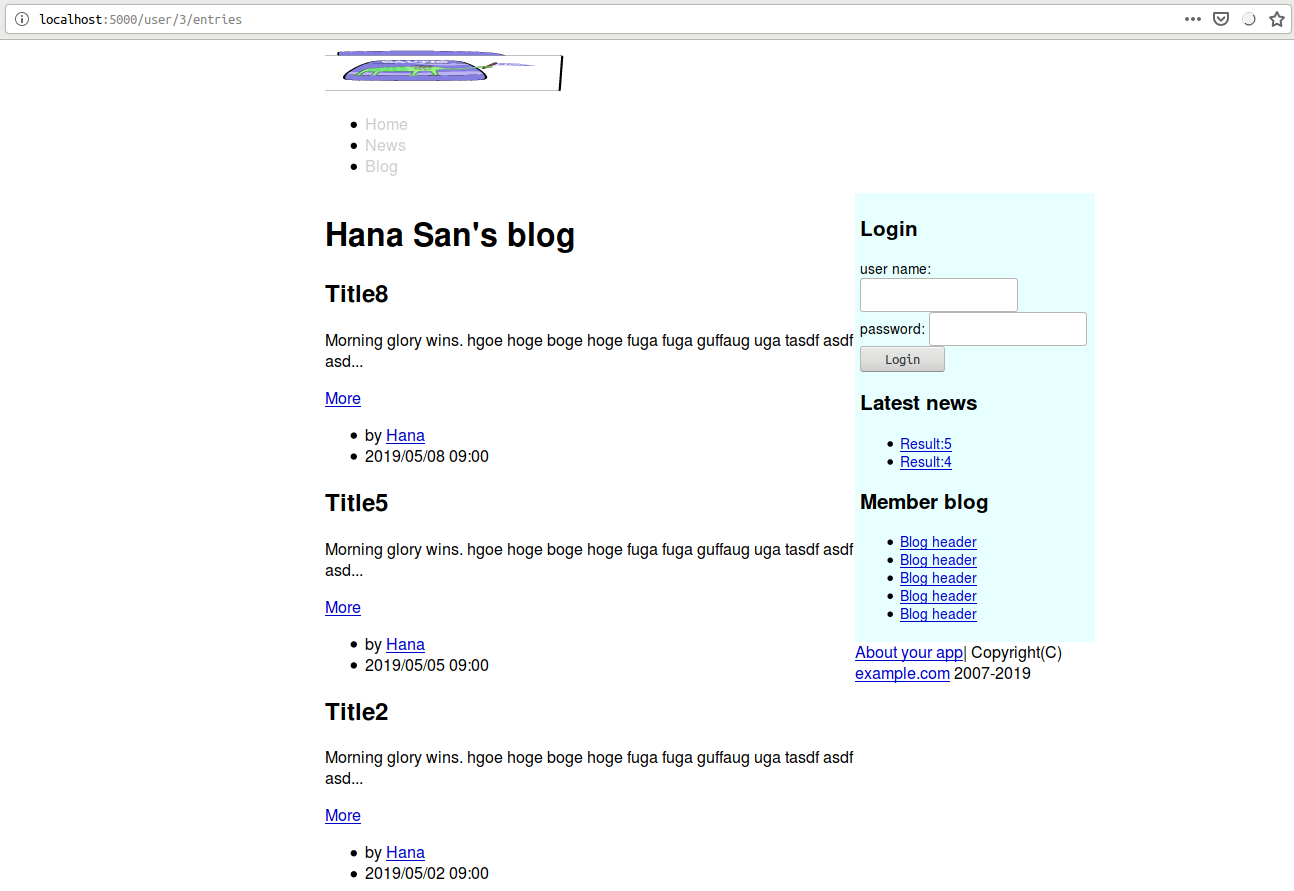 localhost:5000/user/3/entries
Home
News
Blog
Hana San's blog
Title8
Morning glory wins. hgoe hoge boge hoge fuga fuga guffaug uga tasdf asdf
asd...
More
by Hana
2019/05/08 09:00
Title5
Morning glory wins. hgoe hoge boge hoge fuga fuga guffaug uga tasdf asdf
asd...
More
by Hana
2019/05/05 09:00
Title2
Morning glory wins. hgoe hoge boge hoge fuga fuga guffaug uga tasdf asdf
asd...
More
by Hana
2019/05/02 09:00
Login
user name:
password:
Login
Latest news
Result:5
Result:4
Member blog
Blog header
Blog header
Blog header
Blog header
Blog header
About your app| Copyright(C)
example.com 2007-2019